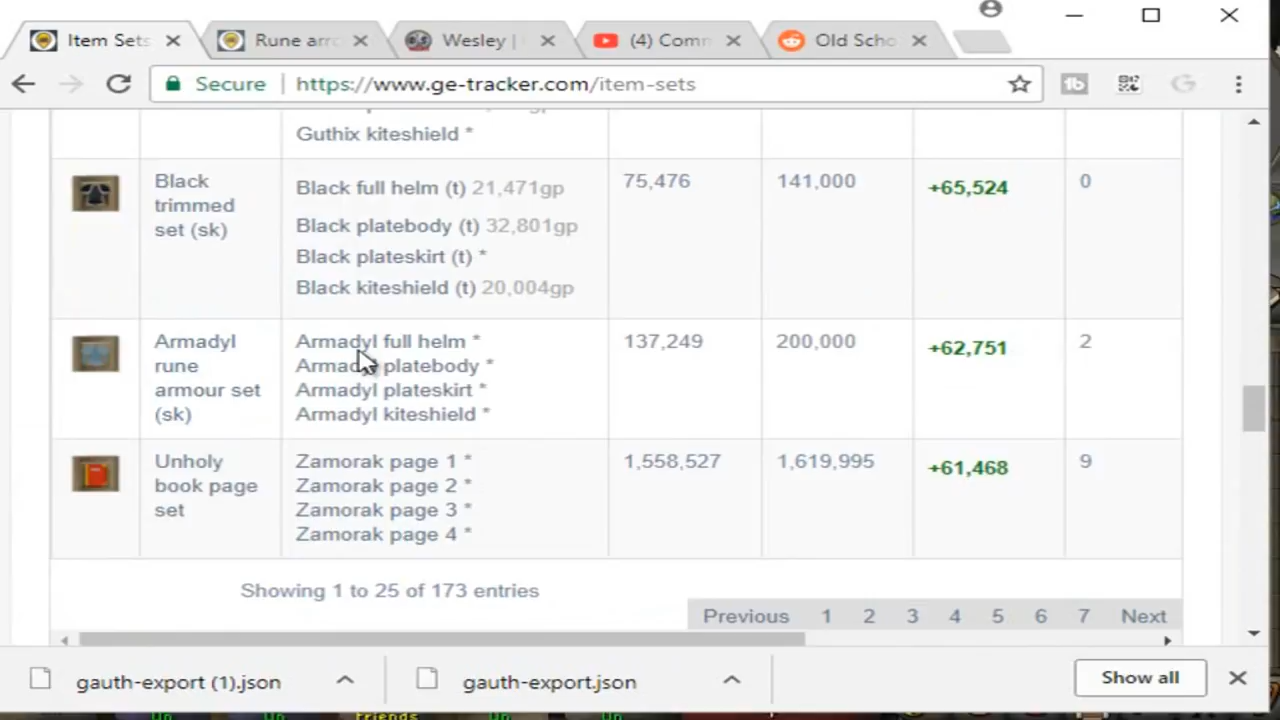 Item Sets
Rune arro
Wesley |
(4) Comm
Old Scho
Secure
https://www.ge-tracker.com/item-sets
Guthix kiteshield *
Black trimmed set (sk)
Black full helm (t) 21,471gp
Black platebody (t) 32,801gp
Black plateskirt (t) *
Black kiteshield (t) 20,004gp
75,476
141,000
+65,524
0
Armadyl rune armour set (sk)
Armadyl full helm *
Armadyl platebody *
Armadyl plateskirt *
Armadyl kiteshield *
137,249
200,000
+62,751
2
Unholy book page set
Zamorak page 1 *
Zamorak page 2 *
Zamorak page 3 *
Zamorak page 4 *
1,558,527
1,619,995
+61,468
9
Showing 1 to 25 of 173 entries
Previous 1 2 3 4 5 6 7 Next
gauth-export (1).json
gauth-export.json
Show all
friends